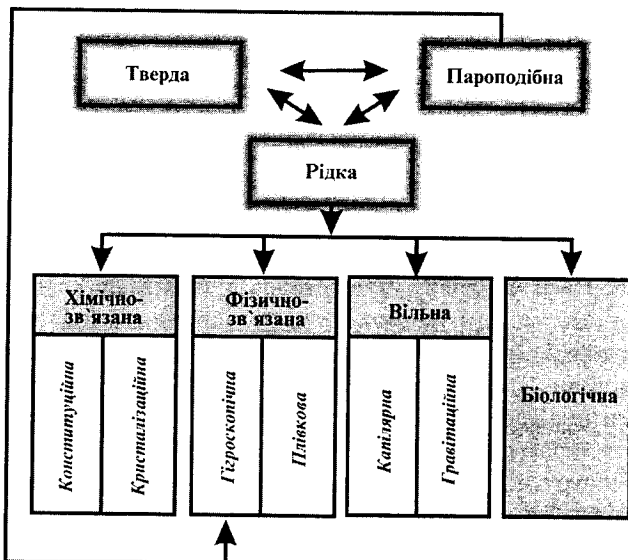 Тверда
Пароподібна
Рідка
Хімічно-
зв`язана
Фізично-
зв`язана
Вільна
Біологічна
Конституційна
Кристалізаційна
Гігроскопічна
Плівкова
Капілярна
Гравітаційна